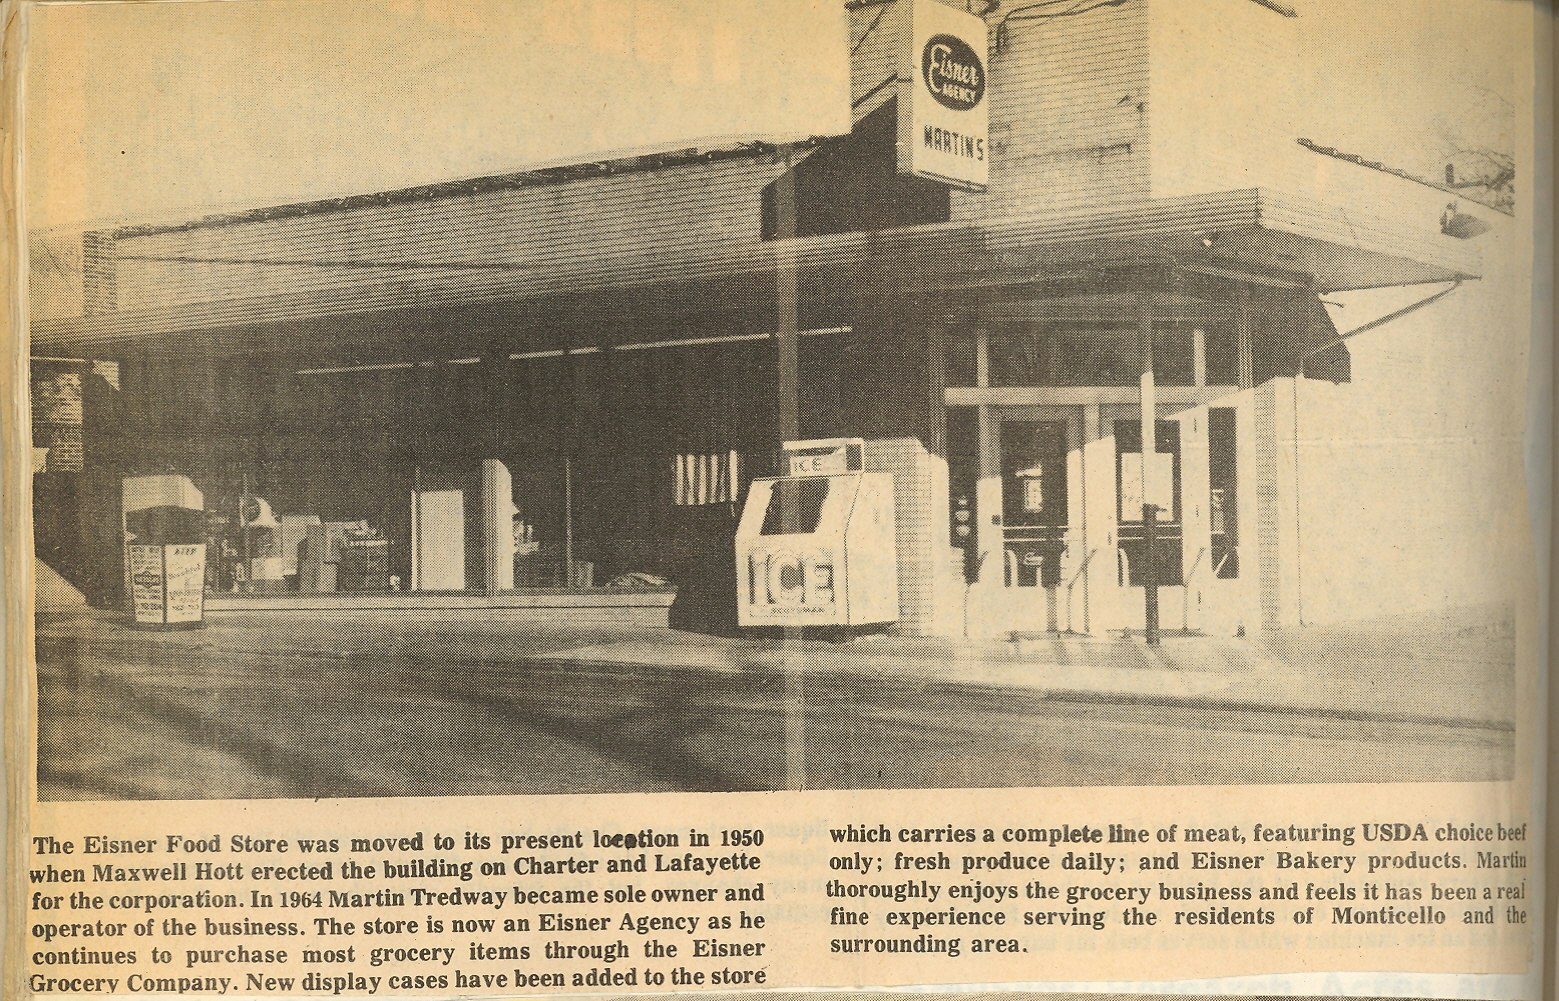 Eisner
AGENCY
MARTINS
ICE
ICE
SCOTSMAN
The Eisner Food Store was moved to its present location in 1950
when Maxwell Hott erected the building on Charter and Lafayette
for the corporation. In 1964 Martin Tredway became sole owner and
operator of the business. The store is now an Eisner Agency as he
continues to purchase most grocery items through the Eisner
Grocery Company. New display cases have been added to the store
which carries a complete line of meat, featuring USDA choice beef
only; fresh produce daily; and Eisner Bakery products. Martin
thoroughly enjoys the grocery business and feels it has been a real
fine experience serving the residents of Monticello and the
surrounding area.